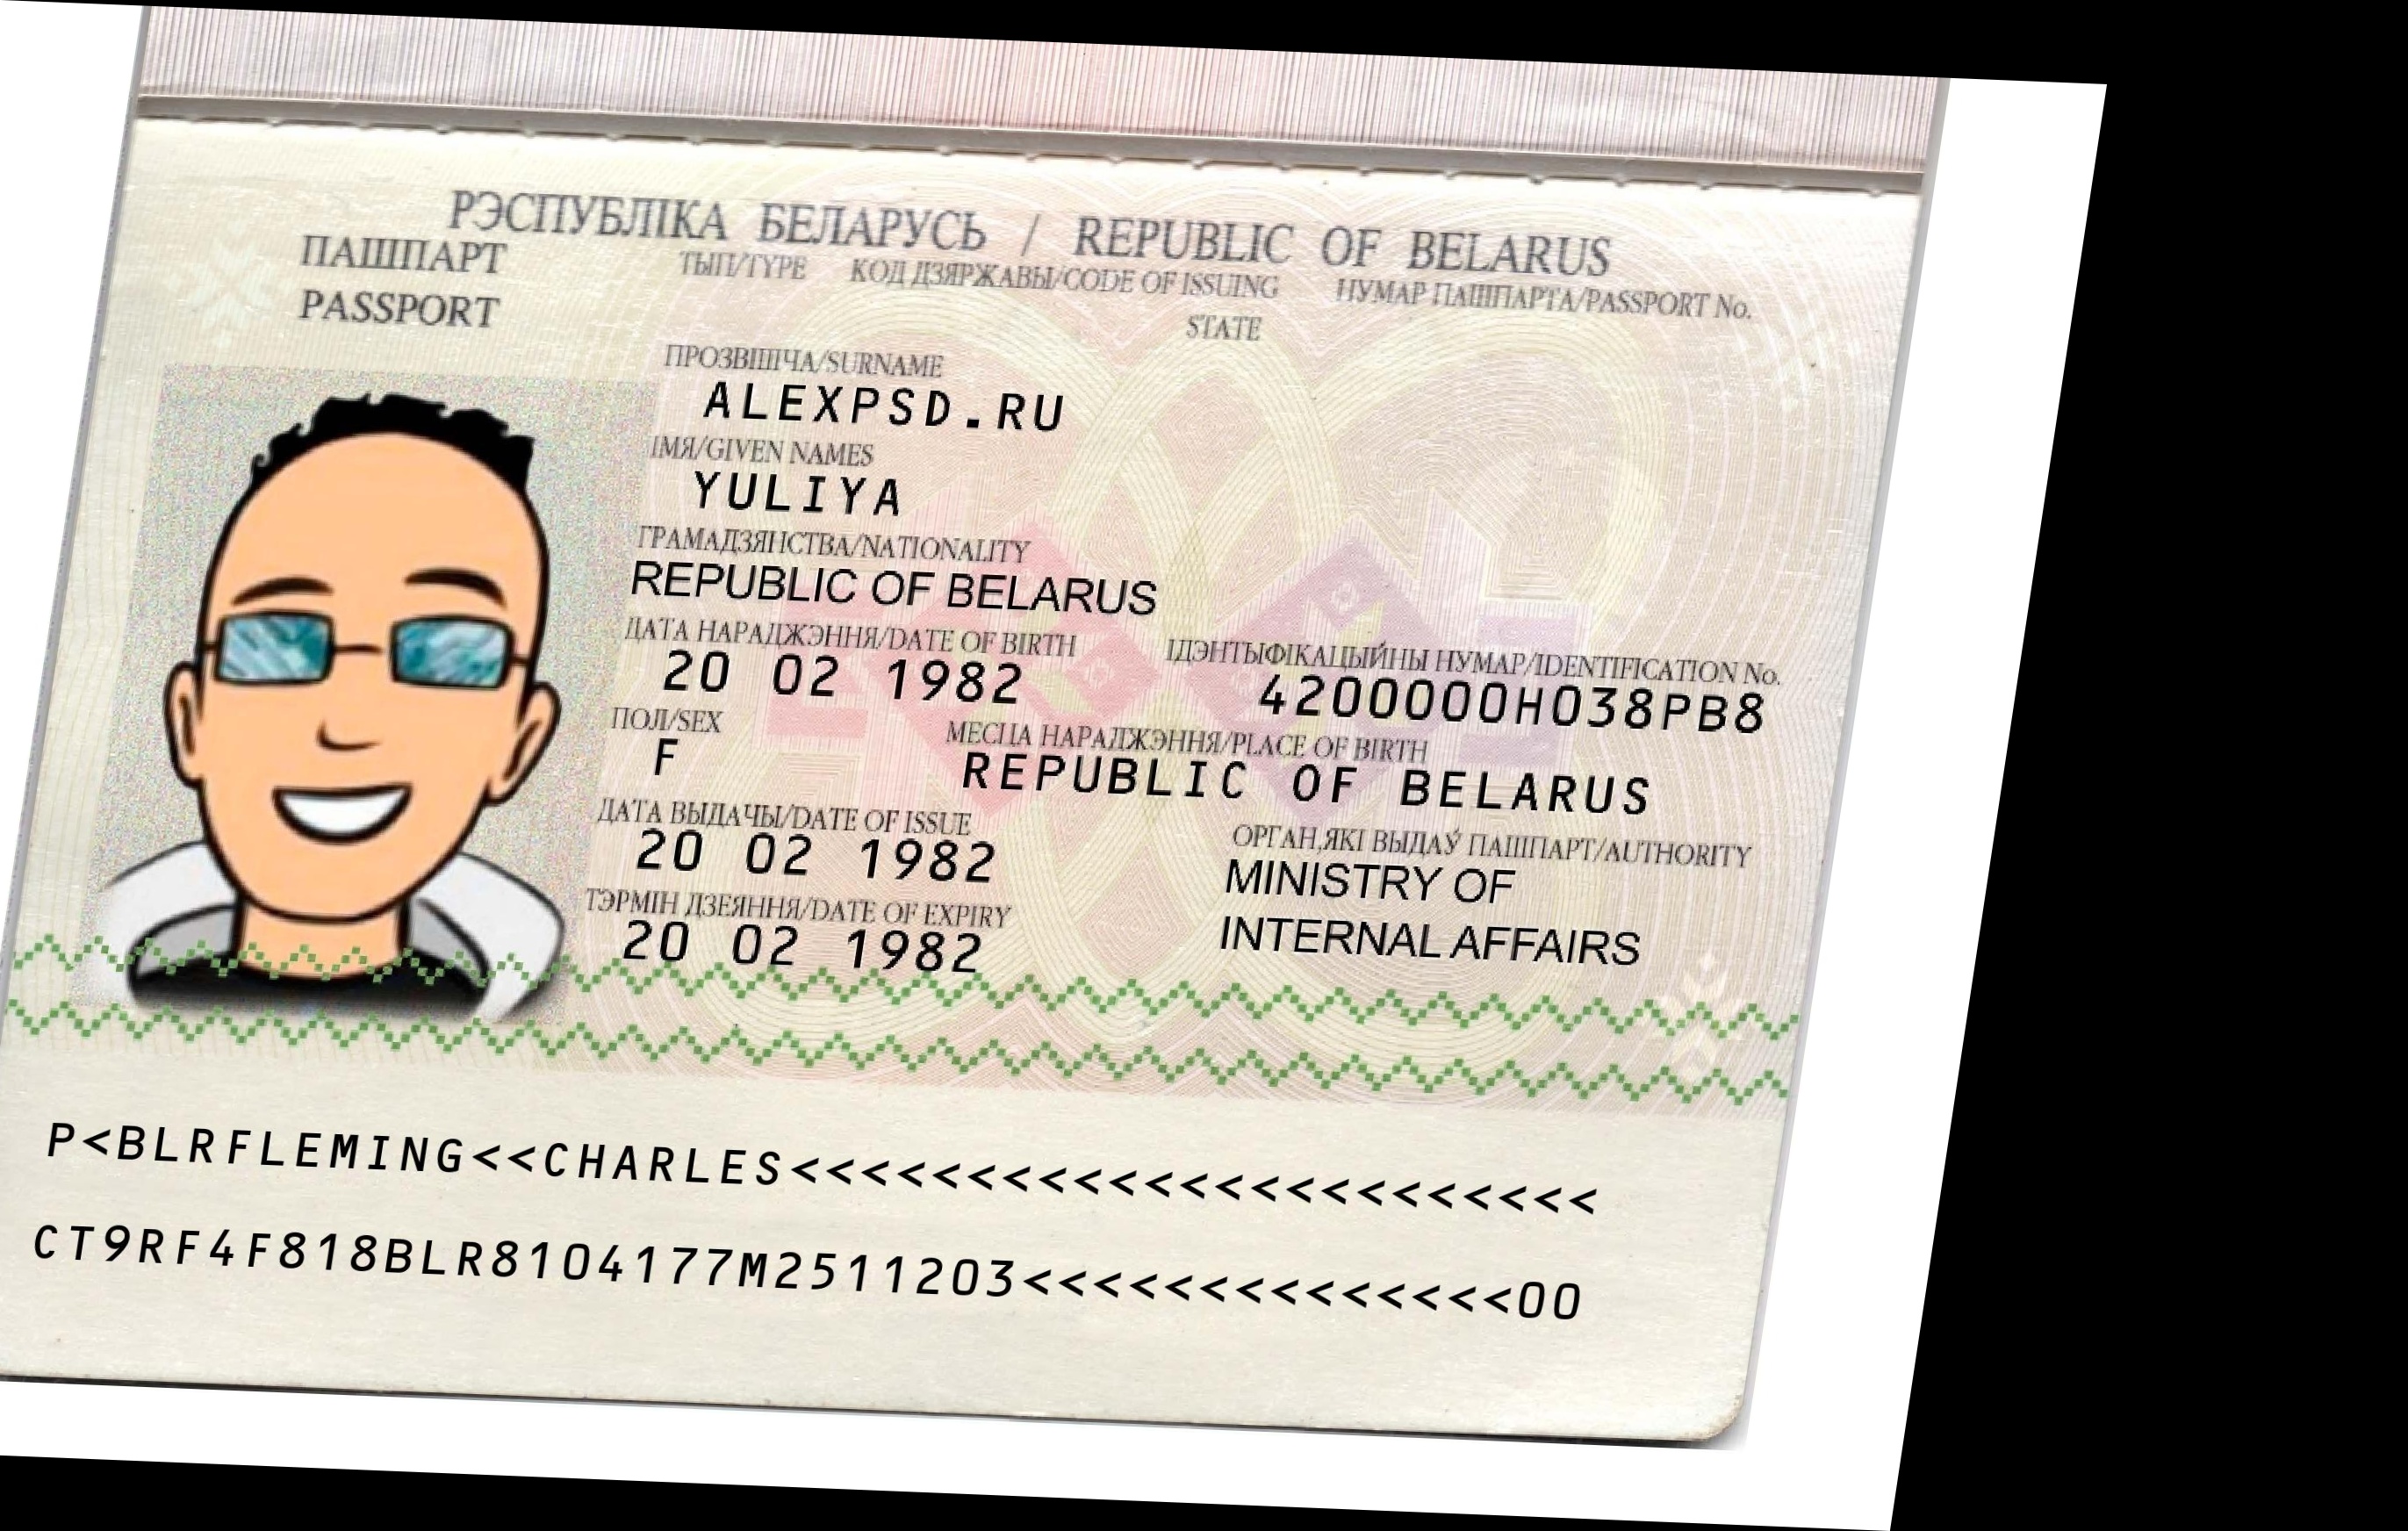 РЭСПУБЛІКА БЕЛАРУСЬ / REPUBLIC OF BELARUS
ПАШПАРТ
PASSPORT
ТЫП/TYPE КОД ДЗЯРЖАВЫ/CODE OF ISSUING STATE НУМАР ПАШПАРТА/PASSPORT No.
ПРОЗВІШЧА/SURNAME
ALEXPSD.RU
ІМЯ/GIVEN NAMES
YULIYA
ГРАМАДЗЯНСТВА/NATIONALITY
REPUBLIC OF BELARUS
ДАТА НАРАДЖЭННЯ/DATE OF BIRTH ІДЭНТЫФІКАЦЫЙНЫ НУМАР/IDENTIFICATION No.
20 02 1982 4200000H038PB8
ПОЛ/SEX МЕСЦА НАРАДЖЭННЯ/PLACE OF BIRTH
F REPUBLIC OF BELARUS
ДАТА ВЫДАЧЫ/DATE OF ISSUE ОРГАН,ЯКІ ВЫДАЎ ПАШПАРТ/AUTHORITY
20 02 1982 MINISTRY OF
ТЭРМІН ДЗЕЯННЯ/DATE OF EXPIRY INTERNAL AFFAIRS
20 02 1982
P<BLRFLEMING<<CHARLES<<<<<<<<<<<<<<<<<<<<<<<
CT9RF4F818BLR8104177M2511203<<<<<<<<<<<<<<00